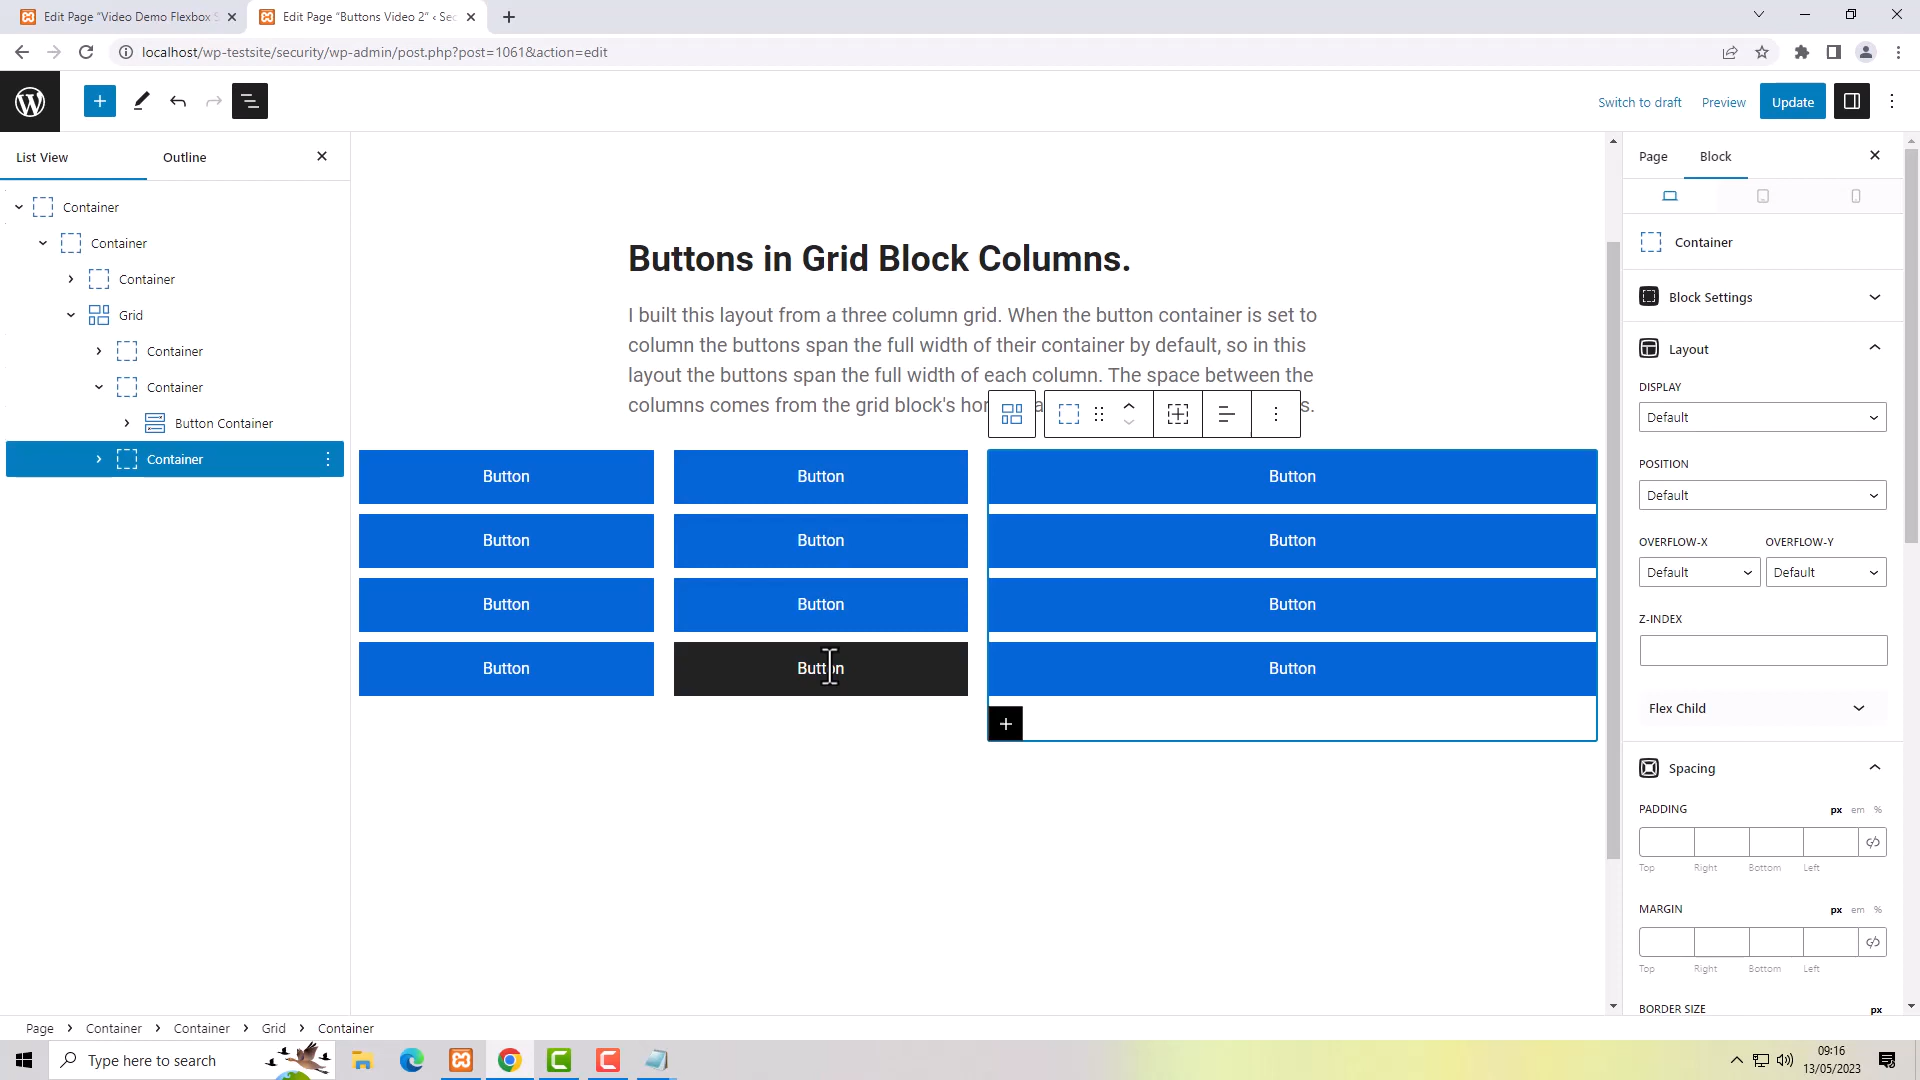 Edit Page “Video Demo Flexbox S
Edit Page “Buttons Video 2” ‹ Sec
localhost/wp-testsite/security/wp-admin/post.php?post=1061&action=edit
Switch to draft
Preview
Update
List View
Outline
Container
Container
Container
Grid
Container
Container
Button Container
Container
Buttons in Grid Block Columns.
I built this layout from a three column grid. When the button container is set to
column the buttons span the full width of their container by default, so in this
layout the buttons span the full width of each column. The space between the
columns comes from the grid block's hor
s.
Button Button Button
Button Button Button
Button Button Button
Button Button Button
Page
Block
Container
Block Settings
Layout
DISPLAY
Default
POSITION
Default
OVERFLOW-X OVERFLOW-Y
Default Default
Z-INDEX
Flex Child
Spacing
PADDING px em %
Top Right Bottom Left
MARGIN px em %
Top Right Bottom Left
BORDER SIZE px
Page Container Container Grid Container
Type here to search
09:16
13/05/2023